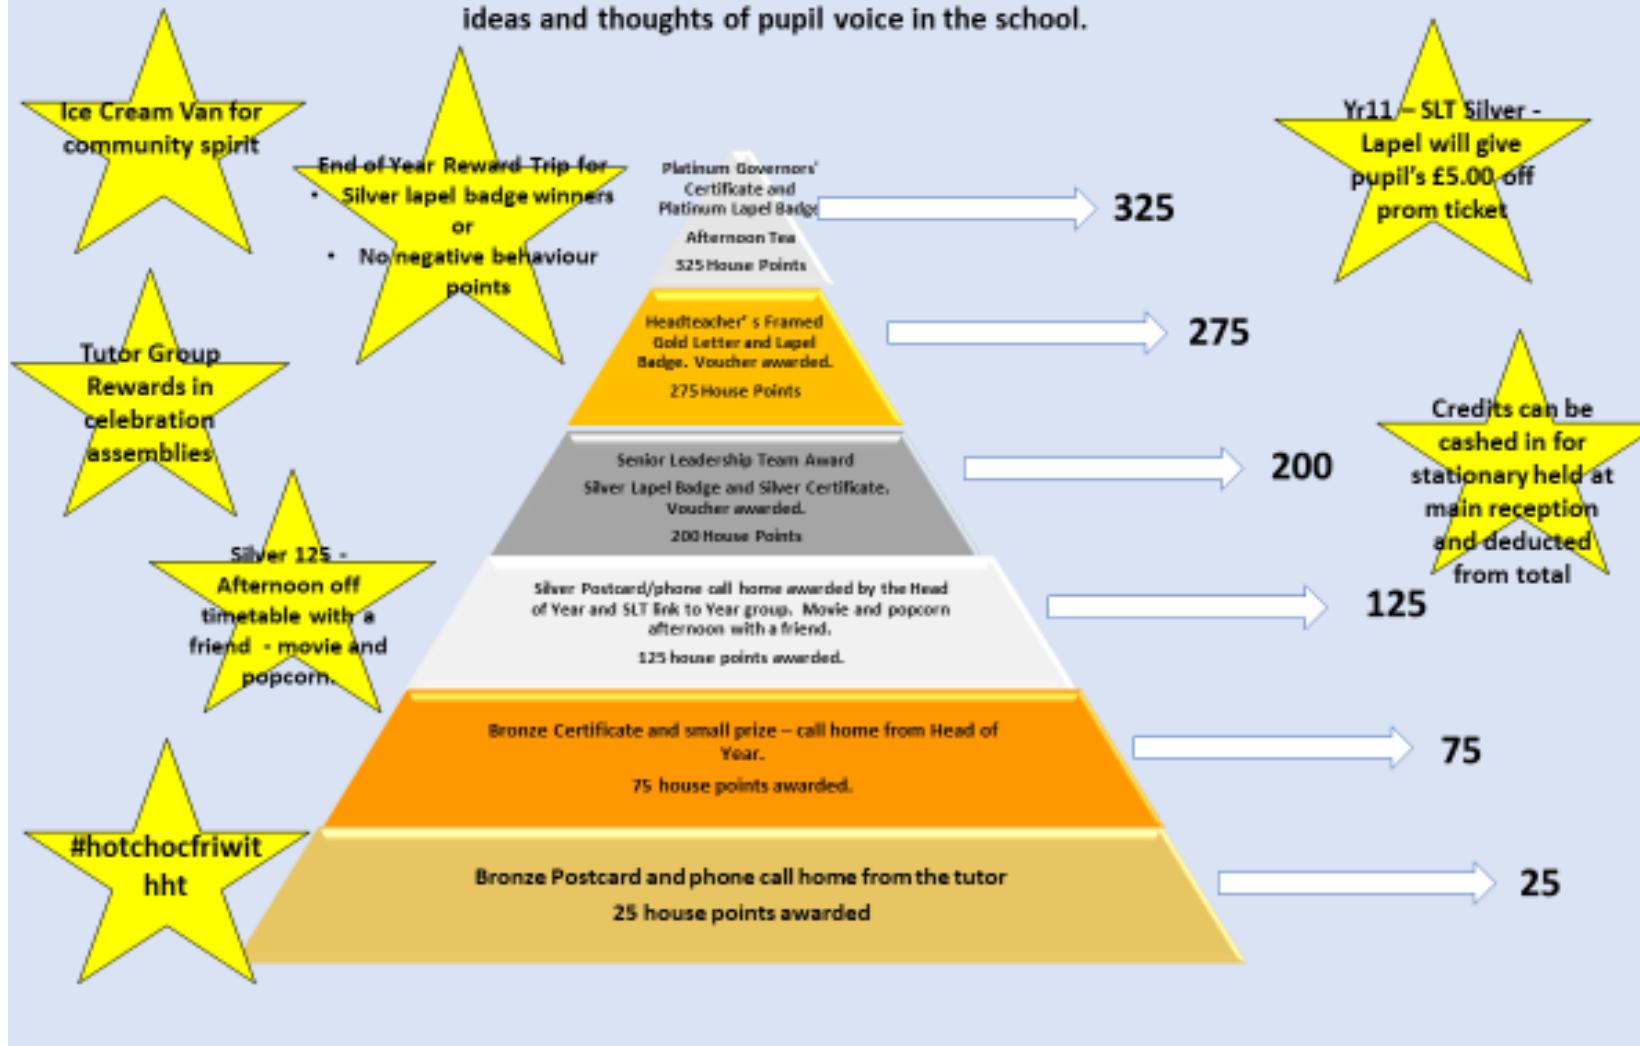 ideas and thoughts of pupil voice in the school.
Ice Cream Van for
community spirit
End of Year Reward Trip for
• Silver lapel badge winners
or
• No negative behaviour
points
Yr11 – SLT Silver -
Lapel will give
pupil's £5.00 off
prom ticket
Platinum Governors'
Certificate and
Platinum Lapel Badge
Afternoon Tea
325 House Points
325
Tutor Group
Rewards in
celebration
assemblies
Headteacher' s Framed
Gold Letter and Lapel
Badge. Voucher awarded.
275 House Points
275
Credits can be
cashed in for
stationary held at
main reception
and deducted
from total
Senior Leadership Team Award
Silver Lapel Badge and Silver Certificate.
Voucher awarded.
200 House Points
200
Silver 125 -
Afternoon off
timetable with a
friend - movie and
popcorn.
Silver Postcard/phone call home awarded by the Head
of Year and SLT link to Year group. Movie and popcorn
afternoon with a friend.
125 house points awarded.
125
Bronze Certificate and small prize – call home from Head of
Year.
75 house points awarded.
75
#hotchocfriwit
hht
Bronze Postcard and phone call home from the tutor
25 house points awarded
25